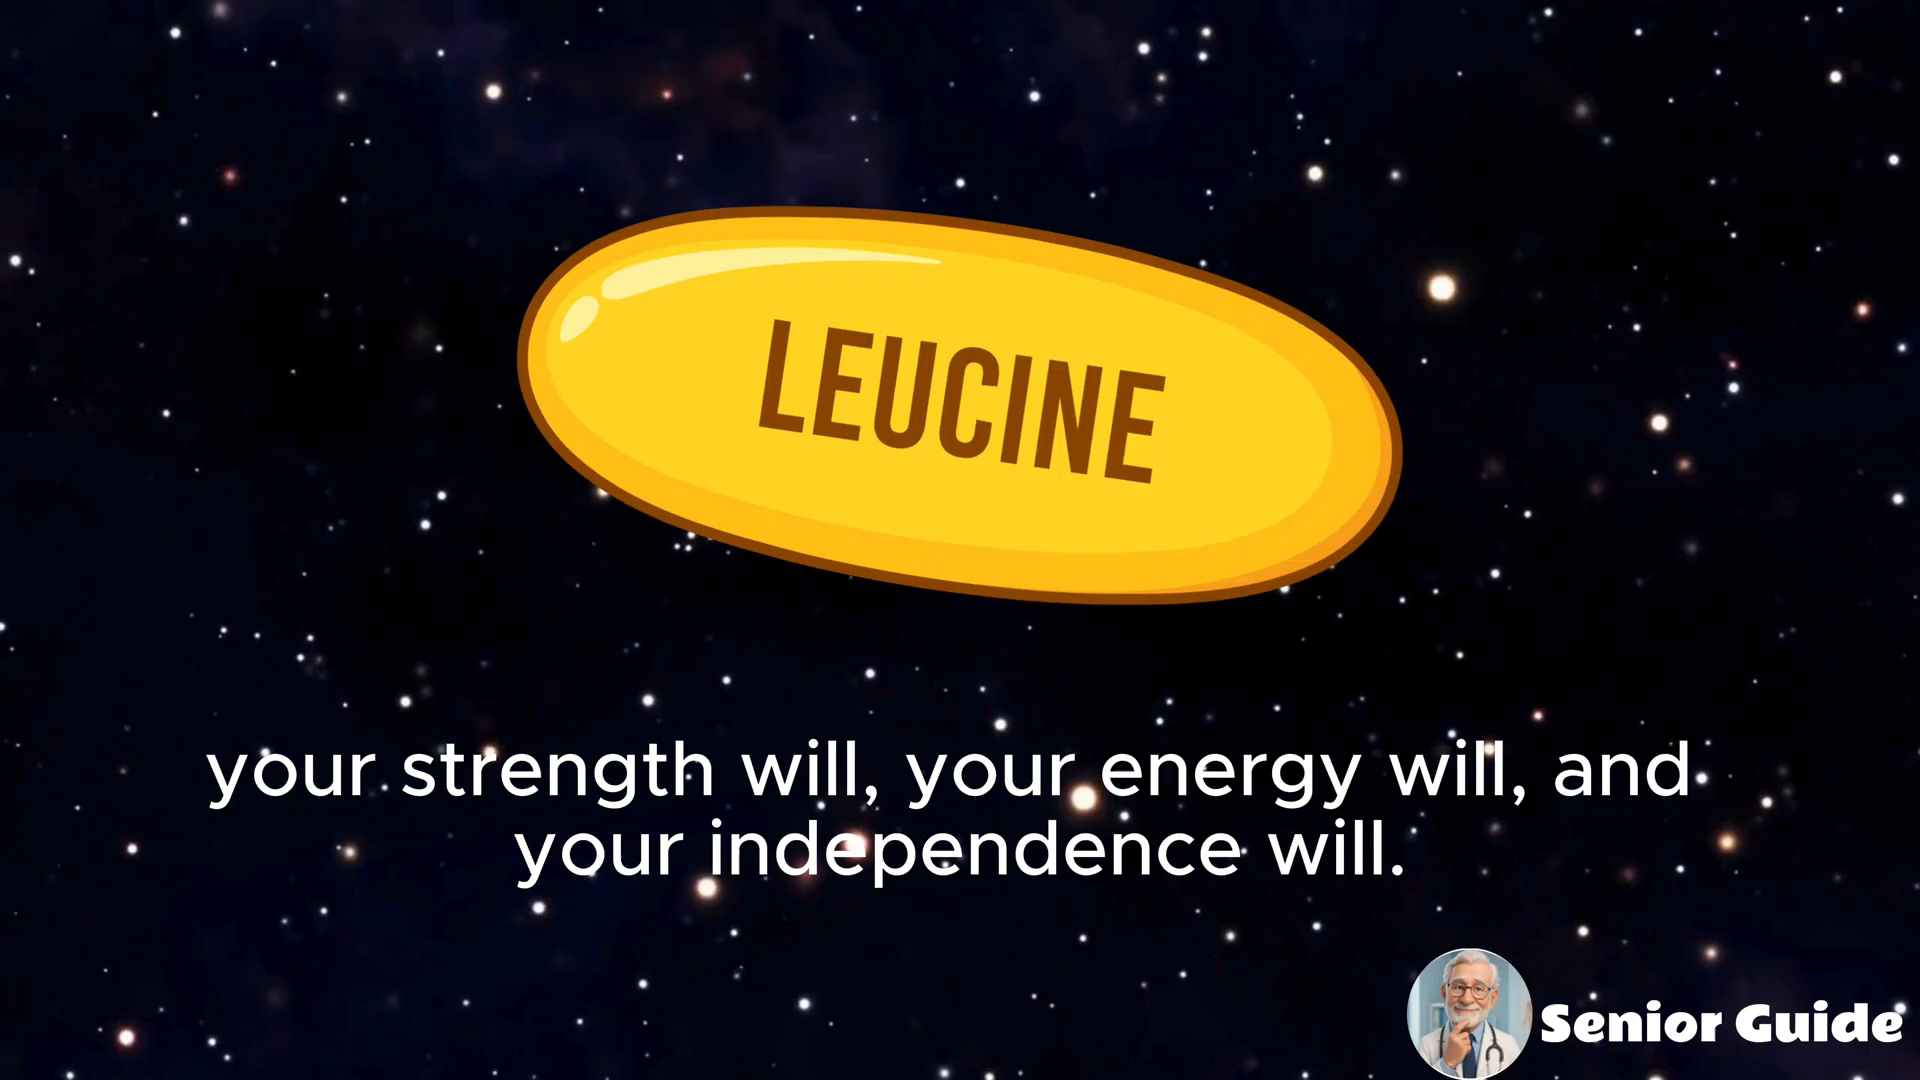 LEUCINE
your strength will, your energy will, and
your independence will.
Senior Guide